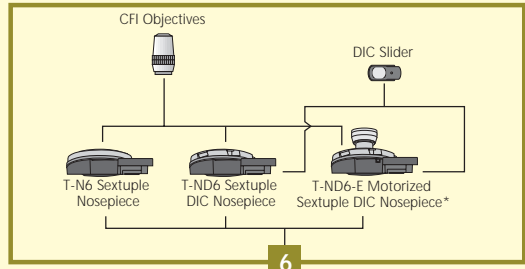 CFI Objectives
DIC Slider
T-N6 Sextuple
Nosepiece
T-ND6 Sextuple
DIC Nosepiece
T-ND6-E Motorized
Sextuple DIC Nosepiece*
6